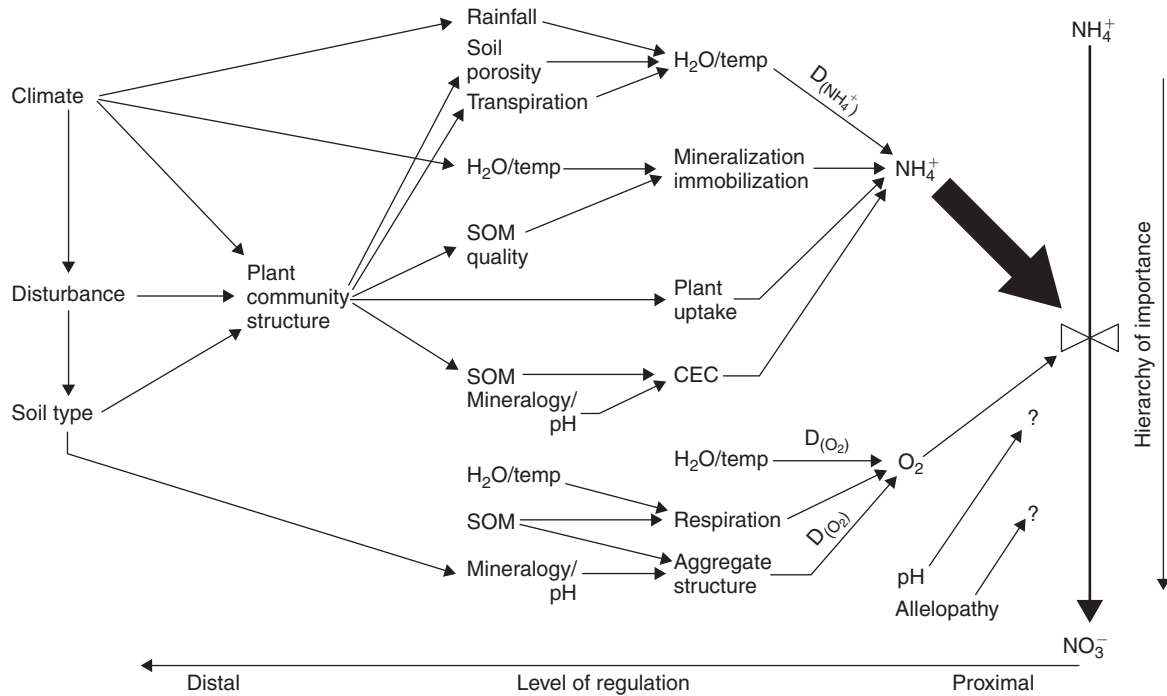 Climate
Disturbance
Soil type
Plant
community
structure
Rainfall
Soil
porosity
Transpiration
H₂O/temp
SOM
quality
SOM
Mineralogy/
pH
H₂O/temp
SOM
Mineralogy/
pH
H₂O/temp
Mineralization
immobilization
Plant
uptake
CEC
H₂O/temp
Respiration
Aggregate
structure
D(NH₄⁺)
NH₄⁺
D(O₂)
D(O₂)
O₂
?
?
pH
Allelopathy
NH₄⁺
NO₃⁻
Hierarchy of importance
Distal
Level of regulation
Proximal